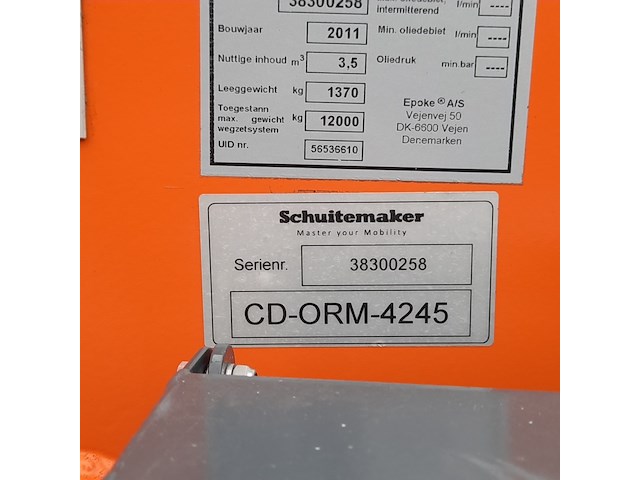 38300258 intermitterend l/min ----
Bouwjaar 2011 Min. oliedebiet l/min ----
Nuttige inhoud m³ 3,5 Oliedruk min.bar ----
Leeggewicht kg 1370
Toegestann
max. gewicht kg 12000
wegzetsystem
UID nr. 56536610
Epoke ® A/S
Vejenvej 50
DK-6600 Vejen
Denemarken
Schuitemaker
Master your Mobility
Serienr. 38300258
CD-ORM-4245